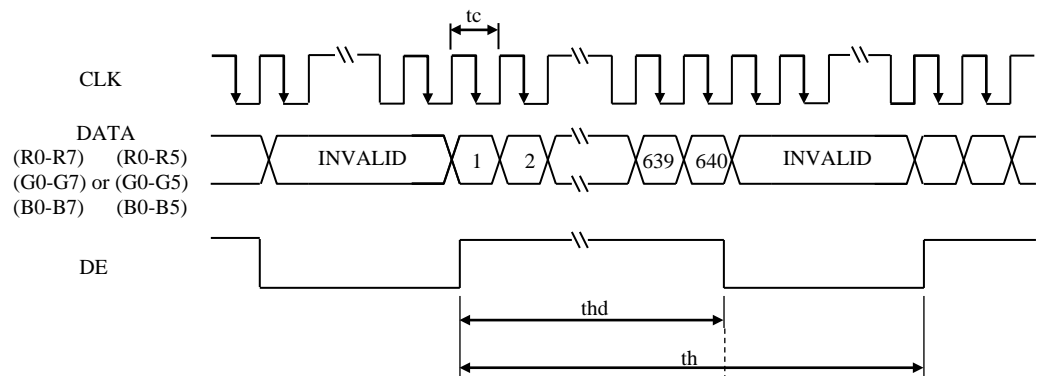 tc
CLK
DATA
(R0-R7) (R0-R5)
(G0-G7) or (G0-G5)
(B0-B7) (B0-B5)
INVALID 1 2 639 640 INVALID
DE
thd
th